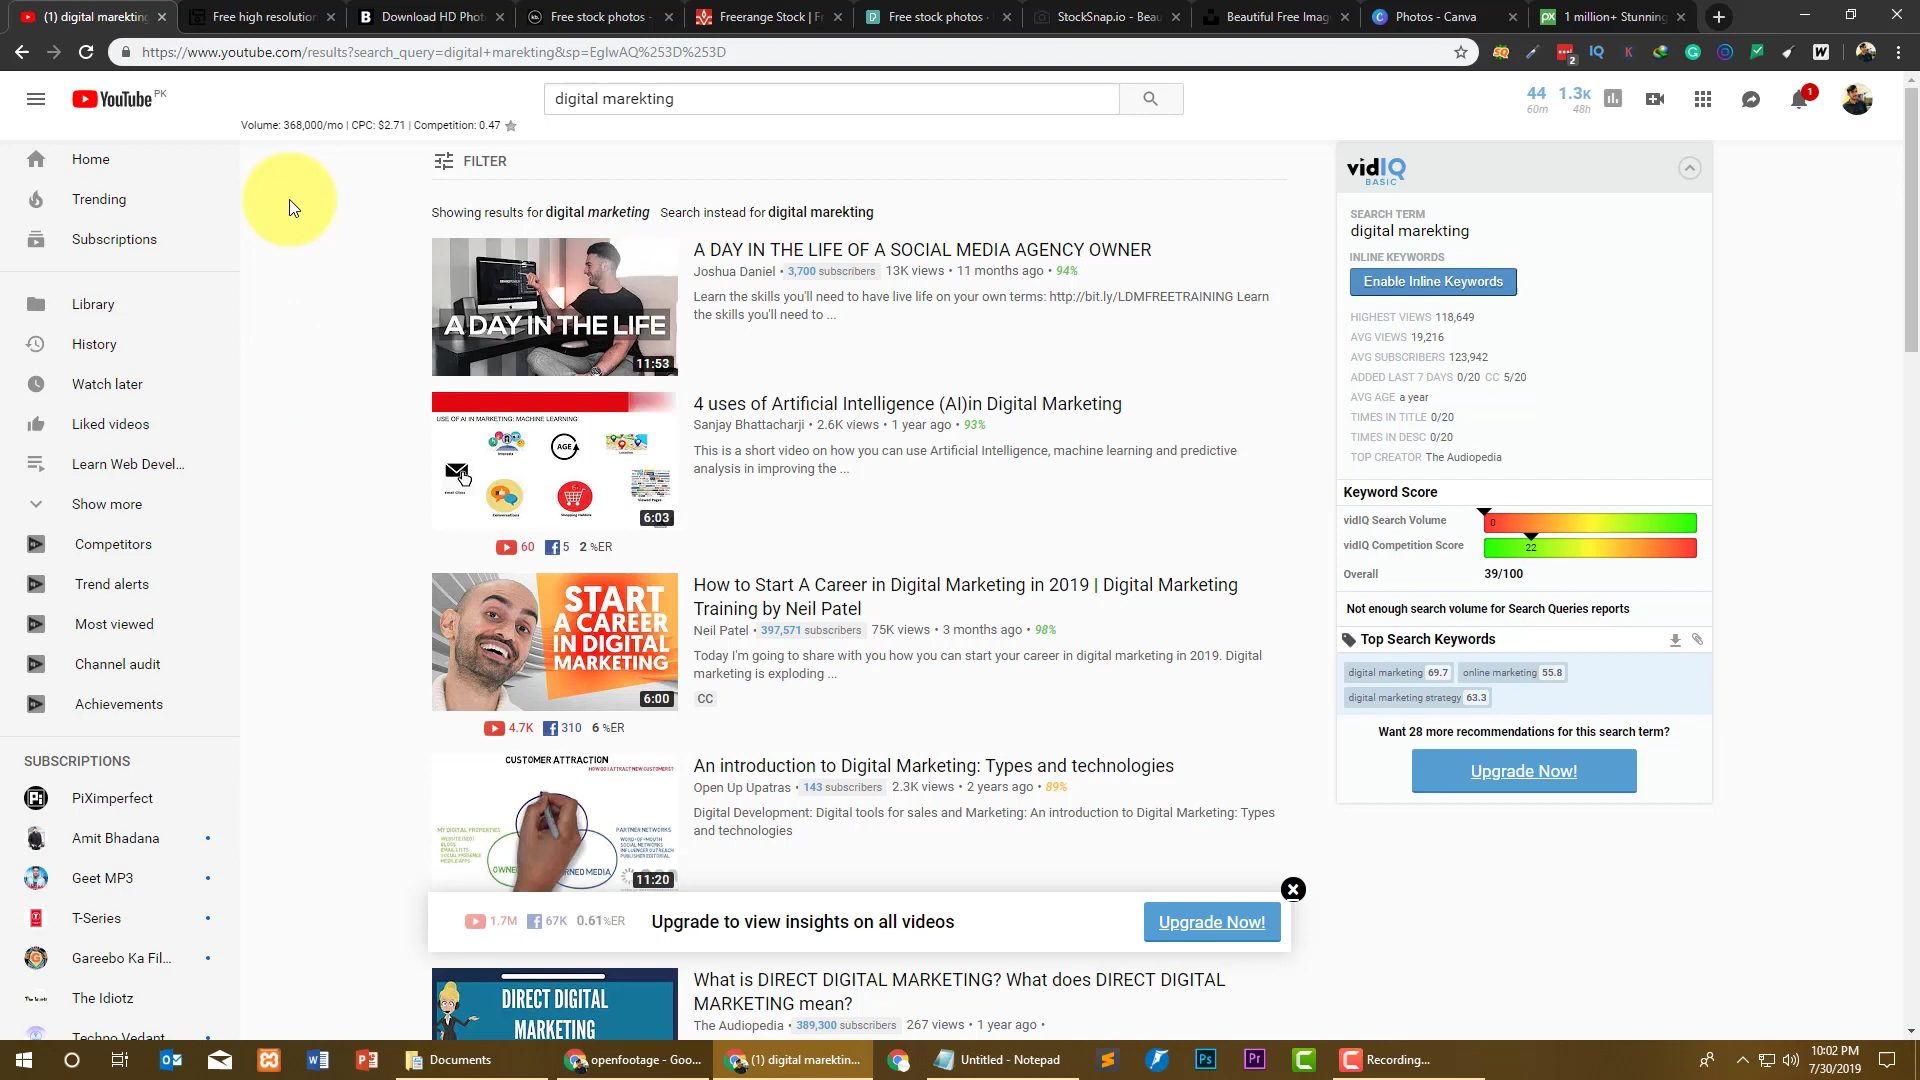 (1) digital marekting
Free high resolution
Download HD Photo
Free stock photos -
Freerange Stock | F
Free stock photos ·
StockSnap.io - Beau
Beautiful Free Imag
Photos - Canva
1 million+ Stunning
https://www.youtube.com/results?search_query=digital+marekting&sp=EgIwAQ%253D%253D
YouTube PK
digital marekting
44 60m
1.3K 48h
1
Volume: 368,000/mo | CPC: $2.71 | Competition: 0.47
Home
Trending
Subscriptions
Library
History
Watch later
Liked videos
Learn Web Devel...
Show more
Competitors
Trend alerts
Most viewed
Channel audit
Achievements
SUBSCRIPTIONS
PiXimperfect
Amit Bhadana
Geet MP3
T-Series
Gareebo Ka Fil...
The Idiotz
Techno Vedant
FILTER
Showing results for digital marketing Search instead for digital marekting
A DAY IN THE LIFE
11:53
A DAY IN THE LIFE OF A SOCIAL MEDIA AGENCY OWNER
Joshua Daniel • 3,700 subscribers 13K views • 11 months ago • 94%
Learn the skills you'll need to have live life on your own terms: http://bit.ly/LDMFREETRAINING Learn
the skills you'll need to ...
USE OF AI IN MARKETING: MACHINE LEARNING
AGE
6:03
4 uses of Artificial Intelligence (AI)in Digital Marketing
Sanjay Bhattacharji • 2.6K views • 1 year ago • 93%
This is a short video on how you can use Artificial Intelligence, machine learning and predictive
analysis in improving the ...
60 5 2 %ER
START
A CAREER
IN DIGITAL
MARKETING
6:00
How to Start A Career in Digital Marketing in 2019 | Digital Marketing
Training by Neil Patel
Neil Patel • 397,571 subscribers 75K views • 3 months ago • 98%
Today I'm going to share with you how you can start your career in digital marketing in 2019. Digital
marketing is exploding ...
CC
4.7K 310 6 %ER
CUSTOMER ATTRACTION
HOW DO I ATTRACT NEW CUSTOMERS?
MY DIGITAL PROPERTIES
PARTNER NETWORKS
11:20
An introduction to Digital Marketing: Types and technologies
Open Up Upatras • 143 subscribers 2.3K views • 2 years ago • 89%
Digital Development: Digital tools for sales and Marketing: An introduction to Digital Marketing: Types
and technologies
1.7M 67K 0.61%ER
Upgrade to view insights on all videos
Upgrade Now!
DIRECT DIGITAL
MARKETING
What is DIRECT DIGITAL MARKETING? What does DIRECT DIGITAL
MARKETING mean?
The Audiopedia • 389,300 subscribers 267 views • 1 year ago •
vidIQ
BASIC
SEARCH TERM
digital marekting
INLINE KEYWORDS
Enable Inline Keywords
HIGHEST VIEWS 118,649
AVG VIEWS 19,216
AVG SUBSCRIBERS 123,942
ADDED LAST 7 DAYS 0/20 CC 5/20
AVG AGE a year
TIMES IN TITLE 0/20
TIMES IN DESC 0/20
TOP CREATOR The Audiopedia
Keyword Score
vidIQ Search Volume 0
vidIQ Competition Score 22
Overall 39/100
Not enough search volume for Search Queries reports
Top Search Keywords
digital marketing 69.7 online marketing 55.8
digital marketing strategy 63.3
Want 28 more recommendations for this search term?
Upgrade Now!
Documents
openfootage - Goo...
(1) digital marektin...
Untitled - Notepad
Recording...
10:02 PM
7/30/2019